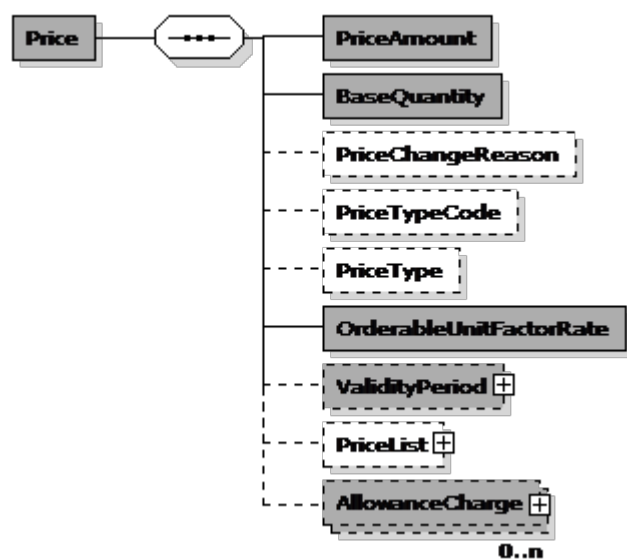 Price
PriceAmount
BaseQuantity
PriceChangeReason
PriceTypeCode
PriceType
OrderableUnitFactorRate
ValidityPeriod
PriceList
AllowanceCharge
0..n